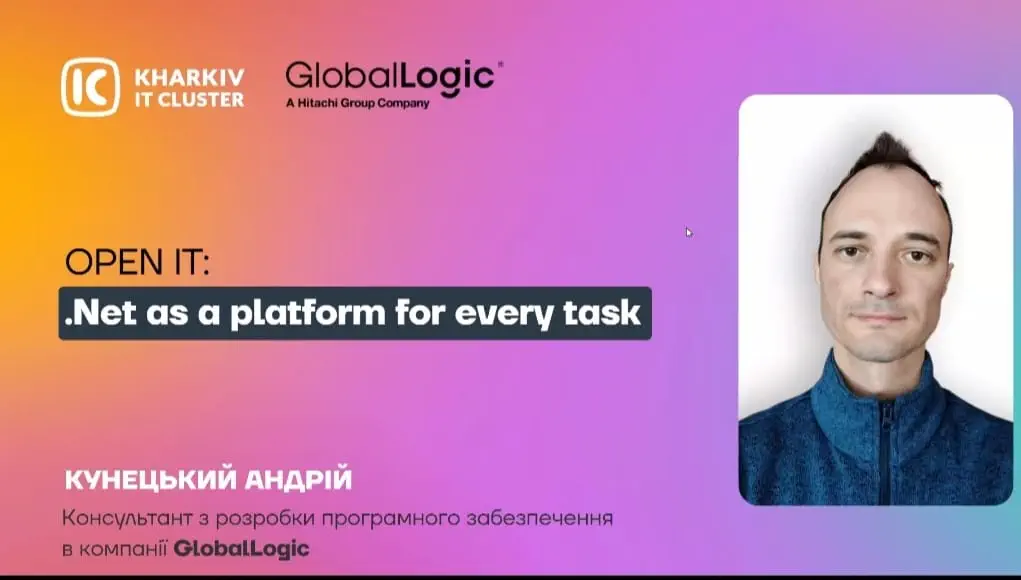 KHARKIV
IT CLUSTER
GlobalLogic®
A Hitachi Group Company
OPEN IT:
.Net as a platform for every task
КУНЕЦЬКИЙ АНДРІЙ
Консультант з розробки програмного забезпечення
в компанії GlobalLogic